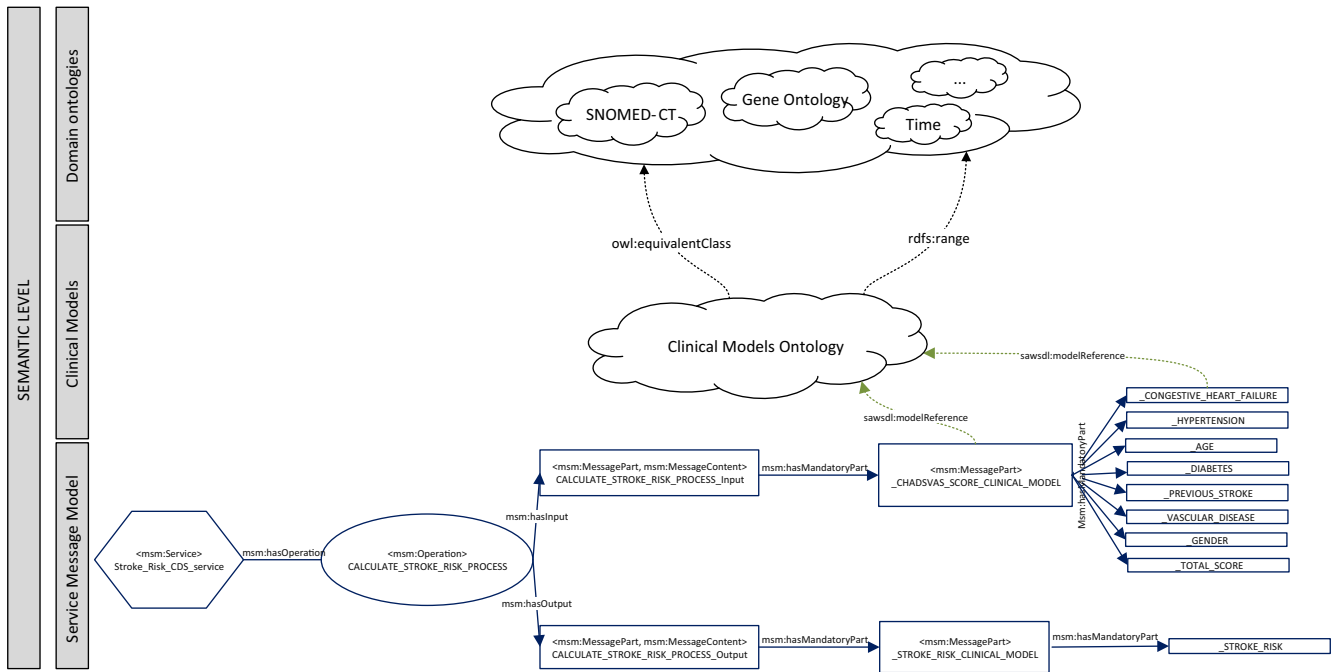 SEMANTIC LEVEL
Domain ontologies
Clinical Models
Service Message Model
SNOMED-CT
Gene Ontology
...
Time
owl:equivalentClass
rdfs:range
Clinical Models Ontology
sawsdl:modelReference
sawsdl:modelReference
<msm:Service>
Stroke_Risk_CDS_service
msm:hasOperation
<msm:Operation>
CALCULATE_STROKE_RISK_PROCESS
msm:hasInput
msm:hasOutput
<msm:MessagePart, msm:MessageContent>
CALCULATE_STROKE_RISK_PROCESS_Input
msm:hasMandatoryPart
<msm:MessagePart>
_CHADSVAS_SCORE_CLINICAL_MODEL
Msm:hasMandatoryPart
_CONGESTIVE_HEART_FAILURE
_HYPERTENSION
_AGE
_DIABETES
_PREVIOUS_STROKE
_VASCULAR_DISEASE
_GENDER
_TOTAL_SCORE
<msm:MessagePart, msm:MessageContent>
CALCULATE_STROKE_RISK_PROCESS_Output
msm:hasMandatoryPart
<msm:MessagePart>
_STROKE_RISK_CLINICAL_MODEL
msm:hasMandatoryPart
_STROKE_RISK